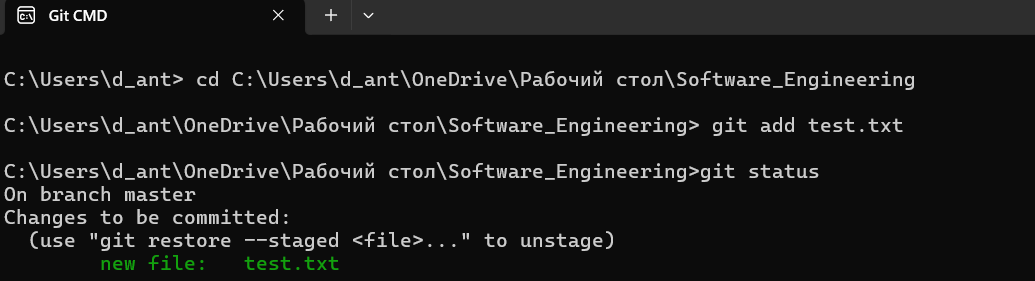 Git CMD
C:\Users\d_ant> cd C:\Users\d_ant\OneDrive\Рабочий стол\Software_Engineering
C:\Users\d_ant\OneDrive\Рабочий стол\Software_Engineering> git add test.txt
C:\Users\d_ant\OneDrive\Рабочий стол\Software_Engineering>git status
On branch master
Changes to be committed:
  (use "git restore --staged <file>..." to unstage)
        new file:   test.txt